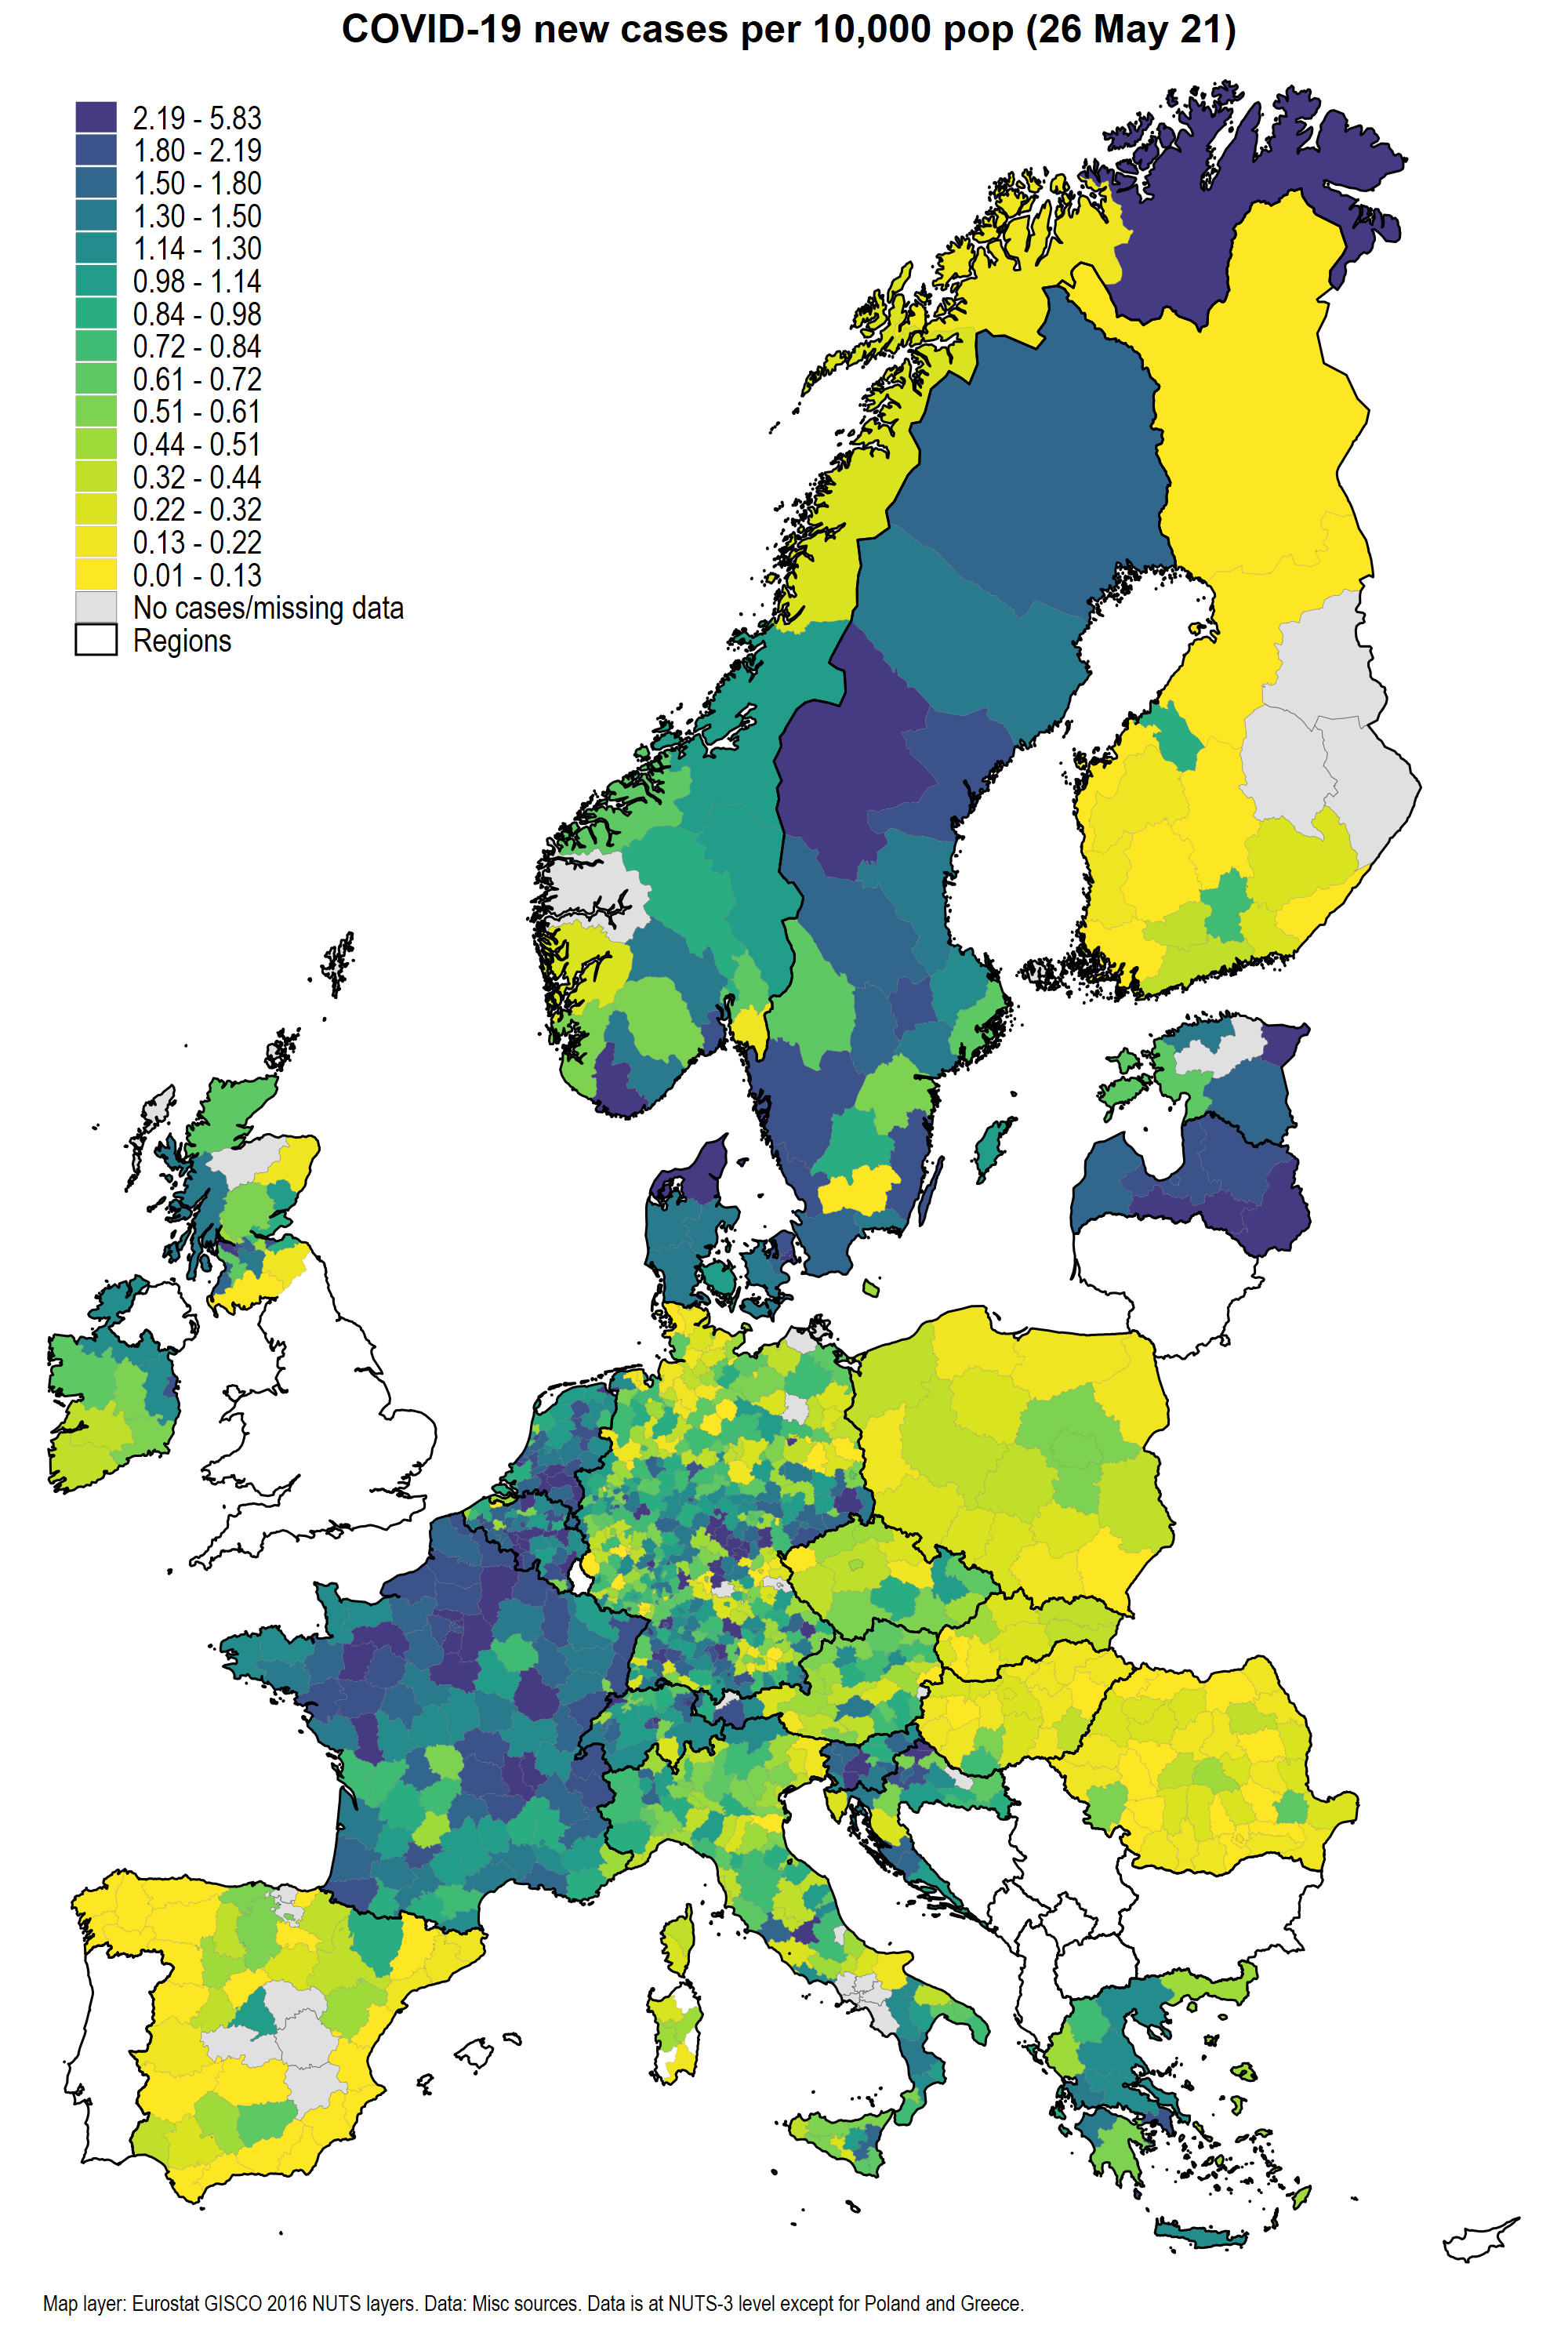 COVID-19 new cases per 10,000 pop (26 May 21)
2.19 - 5.83
1.80 - 2.19
1.50 - 1.80
1.30 - 1.50
1.14 - 1.30
0.98 - 1.14
0.84 - 0.98
0.72 - 0.84
0.61 - 0.72
0.51 - 0.61
0.44 - 0.51
0.32 - 0.44
0.22 - 0.32
0.13 - 0.22
0.01 - 0.13
No cases/missing data
Regions
Map layer: Eurostat GISCO 2016 NUTS layers. Data: Misc sources. Data is at NUTS-3 level except for Poland and Greece.